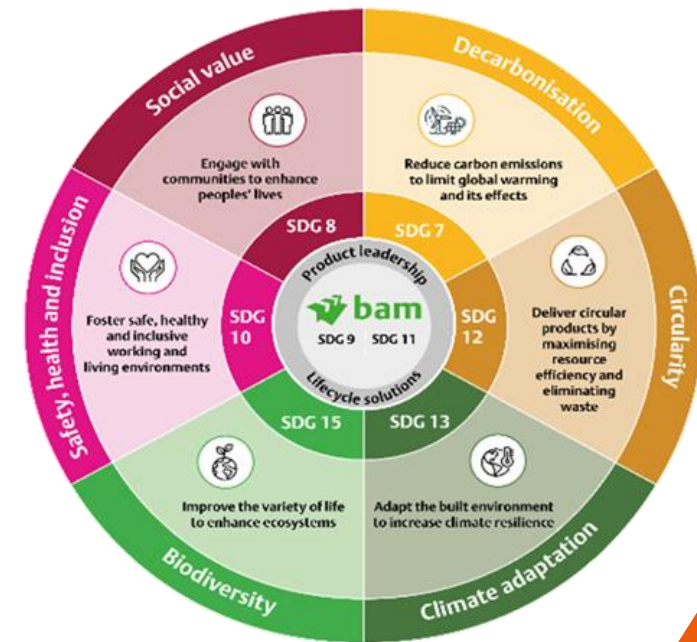 Social value
Engage with
communities to enhance
peoples' lives
SDG 8
Decarbonisation
Reduce carbon emissions
to limit global warming
and its effects
SDG 7
Circularity
Deliver circular
products by
maximising
resource
efficiency and
eliminating
waste
SDG
12
Climate adaptation
Adapt the built environment
to increase climate resilience
SDG 13
Biodiversity
Improve the variety of life
to enhance ecosystems
SDG 15
Safety, health and inclusion
Foster safe, healthy
and inclusive
working and
living environments
SDG
10
Product leadership
bam
SDG 9 SDG 11
Lifecycle solutions